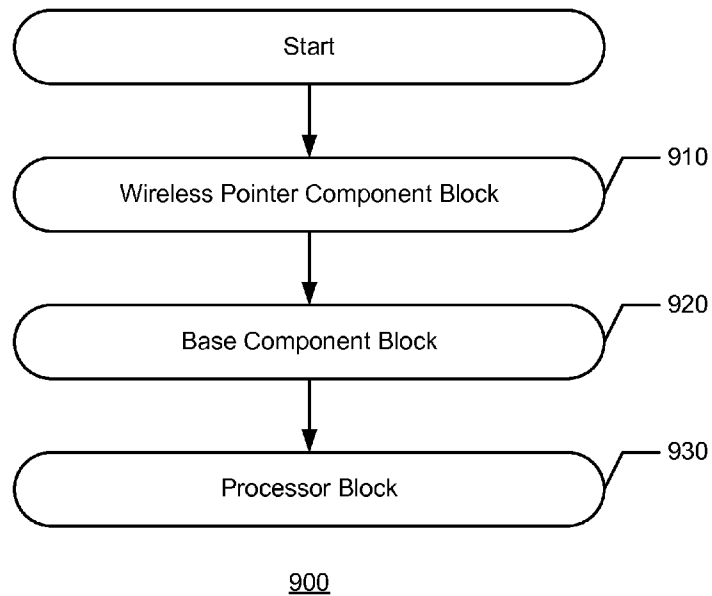 Start
910
Wireless Pointer Component Block
920
Base Component Block
930
Processor Block
900